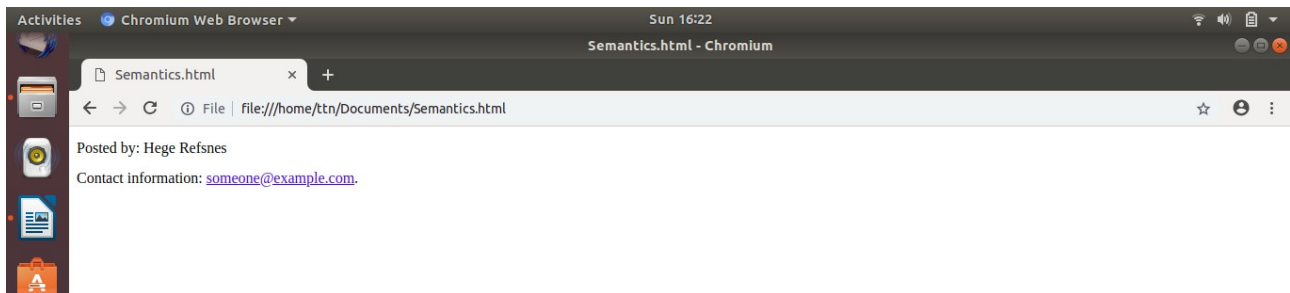 Activities Chromium Web Browser Sun 16:22
Semantics.html - Chromium
Semantics.html
File file:///home/ttn/Documents/Semantics.html
Posted by: Hege Refsnes
Contact information: someone@example.com.